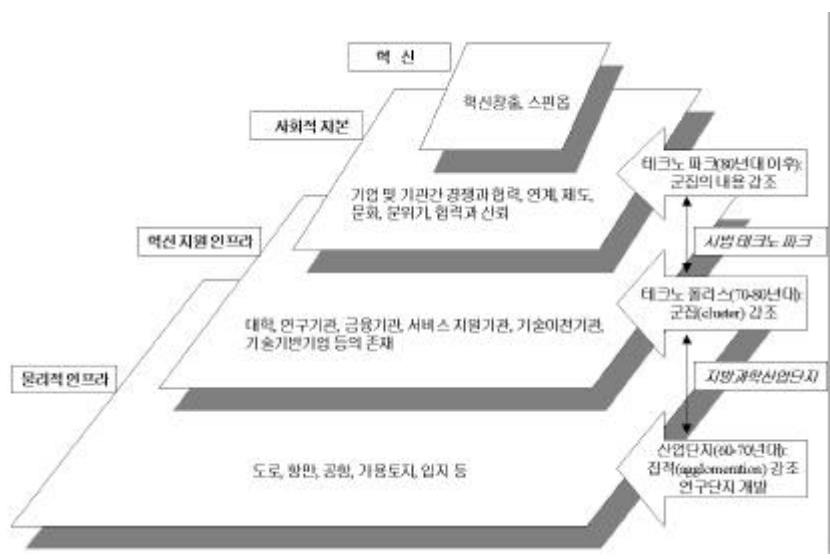 혁 신
혁신창출, 스핀옵
사회적 자본
테크노 파크(80년대 이후):
군집의 내용 강조
기업 및 기관간 경쟁과 협력, 연계, 제도,
문화, 분위기, 협력과 신뢰
시범 테크노 파크
혁신 지원 인프라
테크노 폴리스(70-80년대):
군집(cluster) 강조
대학, 연구기관, 금융기관, 서비스 지원기관, 기술이전기관,
기술기반기업 등의 존재
물리적 인프라
지방과학산업단지
산업단지(60-70년대):
집적(agglomeration) 강조
연구단지 개발
도로, 항만, 공항, 가용토지, 입지 등